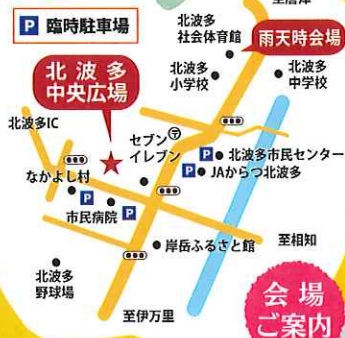 P 臨時駐車場
北波多
社会体育館
雨天時会場
北波多
中央広場
北波多
小学校
北波多
中学校
北波多IC
セブン
イレブン
〒
P 北波多市民センター
P JAからつ北波多
なかよし村
P
市民病院
P
岸岳ふるさと館
至相知
北波多
野球場
至伊万里
会場
ご案内